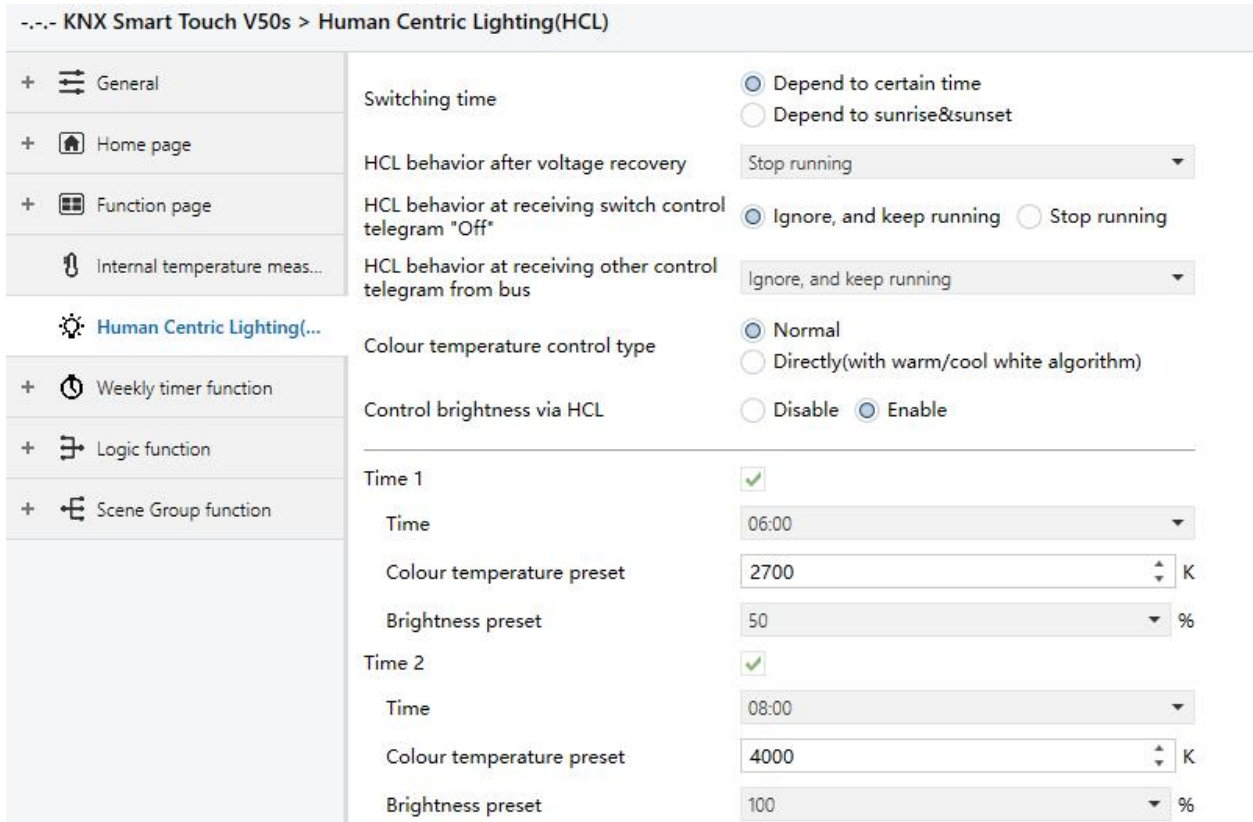 -.-.- KNX Smart Touch V50s > Human Centric Lighting(HCL)
+ General
+ Home page
+ Function page
Internal temperature meas...
Human Centric Lighting(...
+ Weekly timer function
+ Logic function
+ Scene Group function
Switching time
Depend to certain time
Depend to sunrise&sunset
HCL behavior after voltage recovery
Stop running
HCL behavior at receiving switch control
telegram "Off"
Ignore, and keep running
Stop running
HCL behavior at receiving other control
telegram from bus
Ignore, and keep running
Colour temperature control type
Normal
Directly(with warm/cool white algorithm)
Control brightness via HCL
Disable
Enable
Time 1
Time
06:00
Colour temperature preset
2700 K
Brightness preset
50 %
Time 2
Time
08:00
Colour temperature preset
4000 K
Brightness preset
100 %